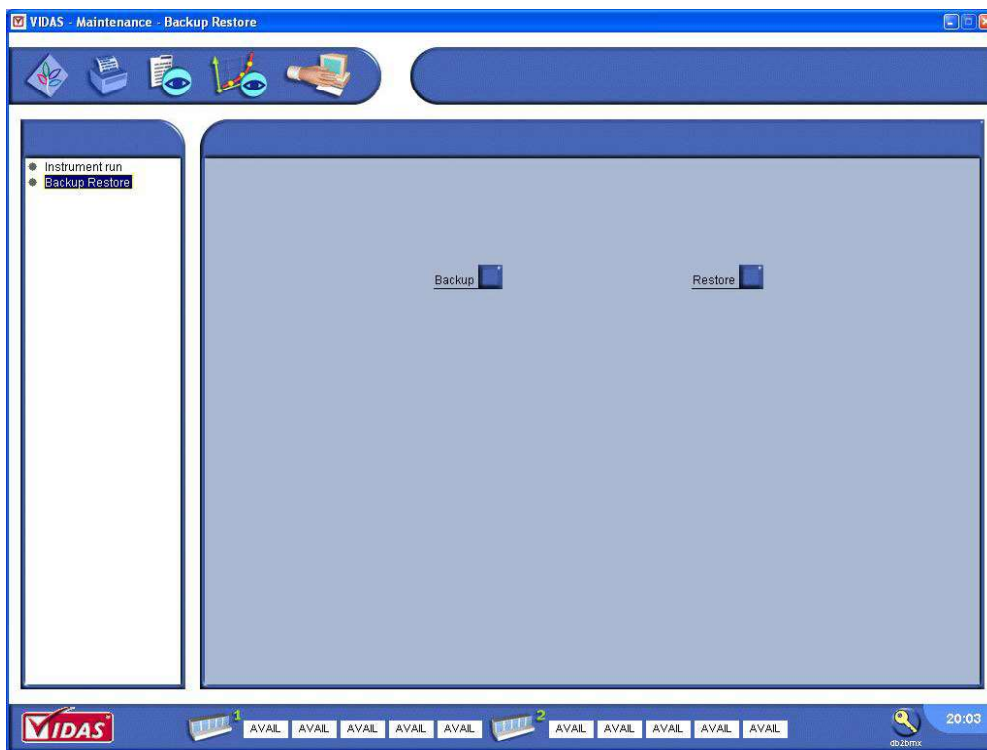 VIDAS - Maintenance - Backup Restore
Instrument run
Backup Restore
Backup
Restore
VIDAS
1
AVAIL AVAIL AVAIL AVAIL AVAIL
2
AVAIL AVAIL AVAIL AVAIL AVAIL
db2bmx
20:03